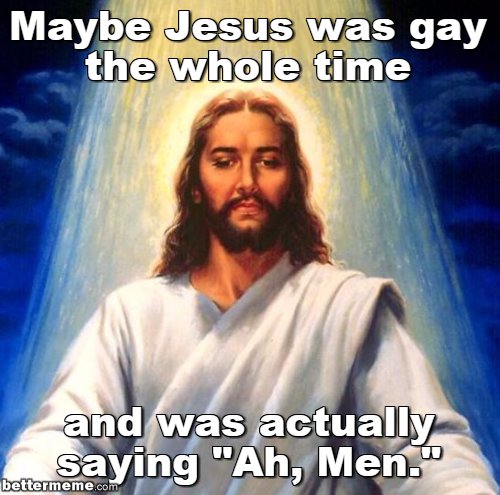 Maybe Jesus was gay
the whole time
and was actually
saying "Ah, Men."
bettermeme.com